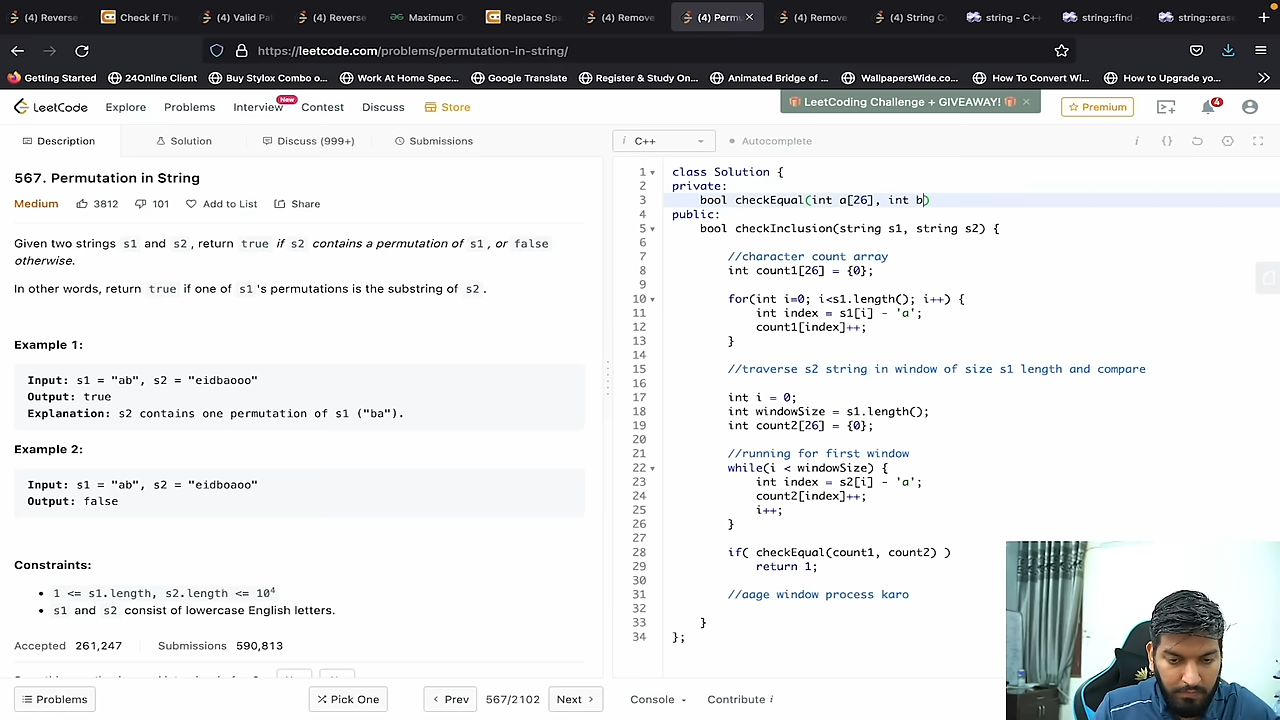 (4) Reverse
Check If The
(4) Valid Pal
(4) Reverse
Maximum O
Replace Spa
(4) Remove
(4) Perm
(4) Remove
(4) String C
string - C++
string::find
string::eras
https://leetcode.com/problems/permutation-in-string/
Getting Started
24Online Client
Buy Stylox Combo o...
Work At Home Spec...
Google Translate
Register & Study On...
Animated Bridge of ...
WallpapersWide.co...
How To Convert Wi...
How to Upgrade yo...
LeetCode
Explore
Problems
Interview
New
Contest
Discuss
Store
LeetCoding Challenge + GIVEAWAY!
Premium
4
Description
Solution
Discuss (999+)
Submissions
i C++
Autocomplete
567. Permutation in String
Medium
3812
101
Add to List
Share
Given two strings s1 and s2, return true if s2 contains a permutation of s1, or false
otherwise.
In other words, return true if one of s1's permutations is the substring of s2.
Example 1:
Input: s1 = "ab", s2 = "eidbaooo"
Output: true
Explanation: s2 contains one permutation of s1 ("ba").
Example 2:
Input: s1 = "ab", s2 = "eidboaoo"
Output: false
Constraints:
1 <= s1.length, s2.length <= 10⁴
s1 and s2 consist of lowercase English letters.
Accepted 261,247
Submissions 590,813
1 class Solution {
2 private:
3 bool checkEqual(int a[26], int b)
4 public:
5 bool checkInclusion(string s1, string s2) {
6
7 //character count array
8 int count1[26] = {0};
9
10 for(int i=0; i<s1.length(); i++) {
11 int index = s1[i] - 'a';
12 count1[index]++;
13 }
14
15 //traverse s2 string in window of size s1 length and compare
16
17 int i = 0;
18 int windowSize = s1.length();
19 int count2[26] = {0};
20
21 //running for first window
22 while(i < windowSize) {
23 int index = s2[i] - 'a';
24 count2[index]++;
25 i++;
26 }
27
28 if( checkEqual(count1, count2) )
29 return 1;
30
31 //aage window process karo
32
33 }
34 };
Problems
Pick One
Prev
567/2102
Next
Console
Contribute i